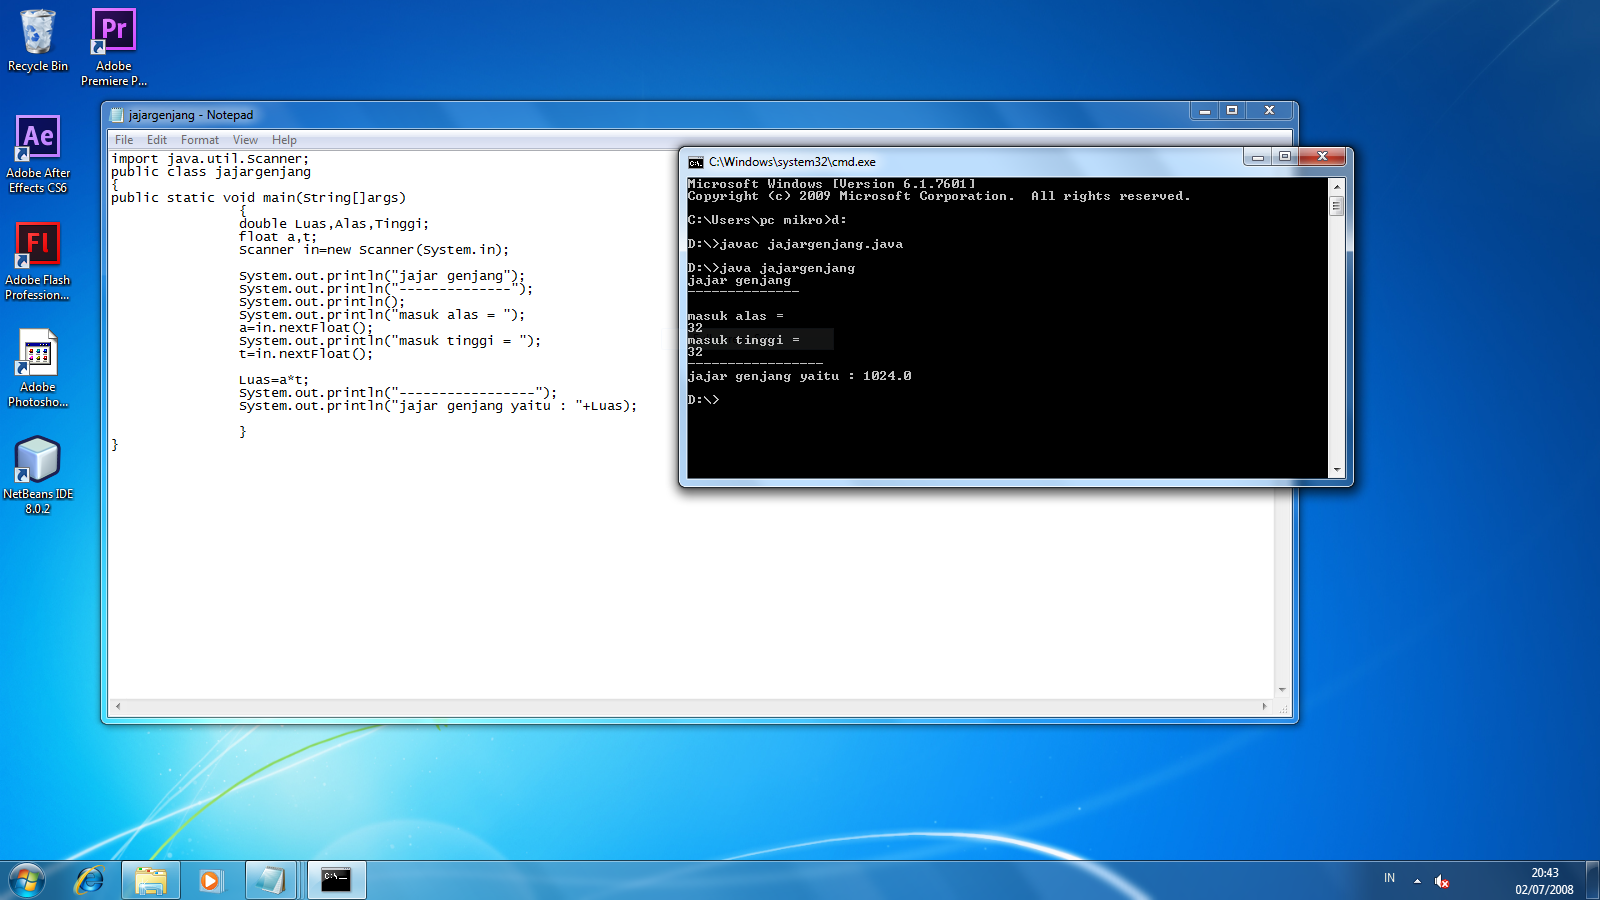 Recycle Bin
Adobe
Premiere P...
Adobe After
Effects CS6
Adobe Flash
Profession...
Adobe
Photosho...
NetBeans IDE
8.0.2
jajargenjang - Notepad
File Edit Format View Help
import java.util.Scanner;
public class jajargenjang
{
public static void main(String[]args)
{
double Luas,Alas,Tinggi;
float a,t;
Scanner in=new Scanner(System.in);
System.out.println("jajar genjang");
System.out.println("--------------");
System.out.println();
System.out.println("masuk alas = ");
a=in.nextFloat();
System.out.println("masuk tinggi = ");
t=in.nextFloat();
Luas=a*t;
System.out.println("-----------------");
System.out.println("jajar genjang yaitu : "+Luas);
}
}
C:\Windows\system32\cmd.exe
Microsoft Windows [Version 6.1.7601]
Copyright (c) 2009 Microsoft Corporation.  All rights reserved.
C:\Users\pc mikro>d:
D:\>javac jajargenjang.java
D:\>java jajargenjang
jajar genjang
--------------
masuk alas =
32
masuk tinggi =
32
-----------------
jajar genjang yaitu : 1024.0
D:\>
IN
20:43
02/07/2008